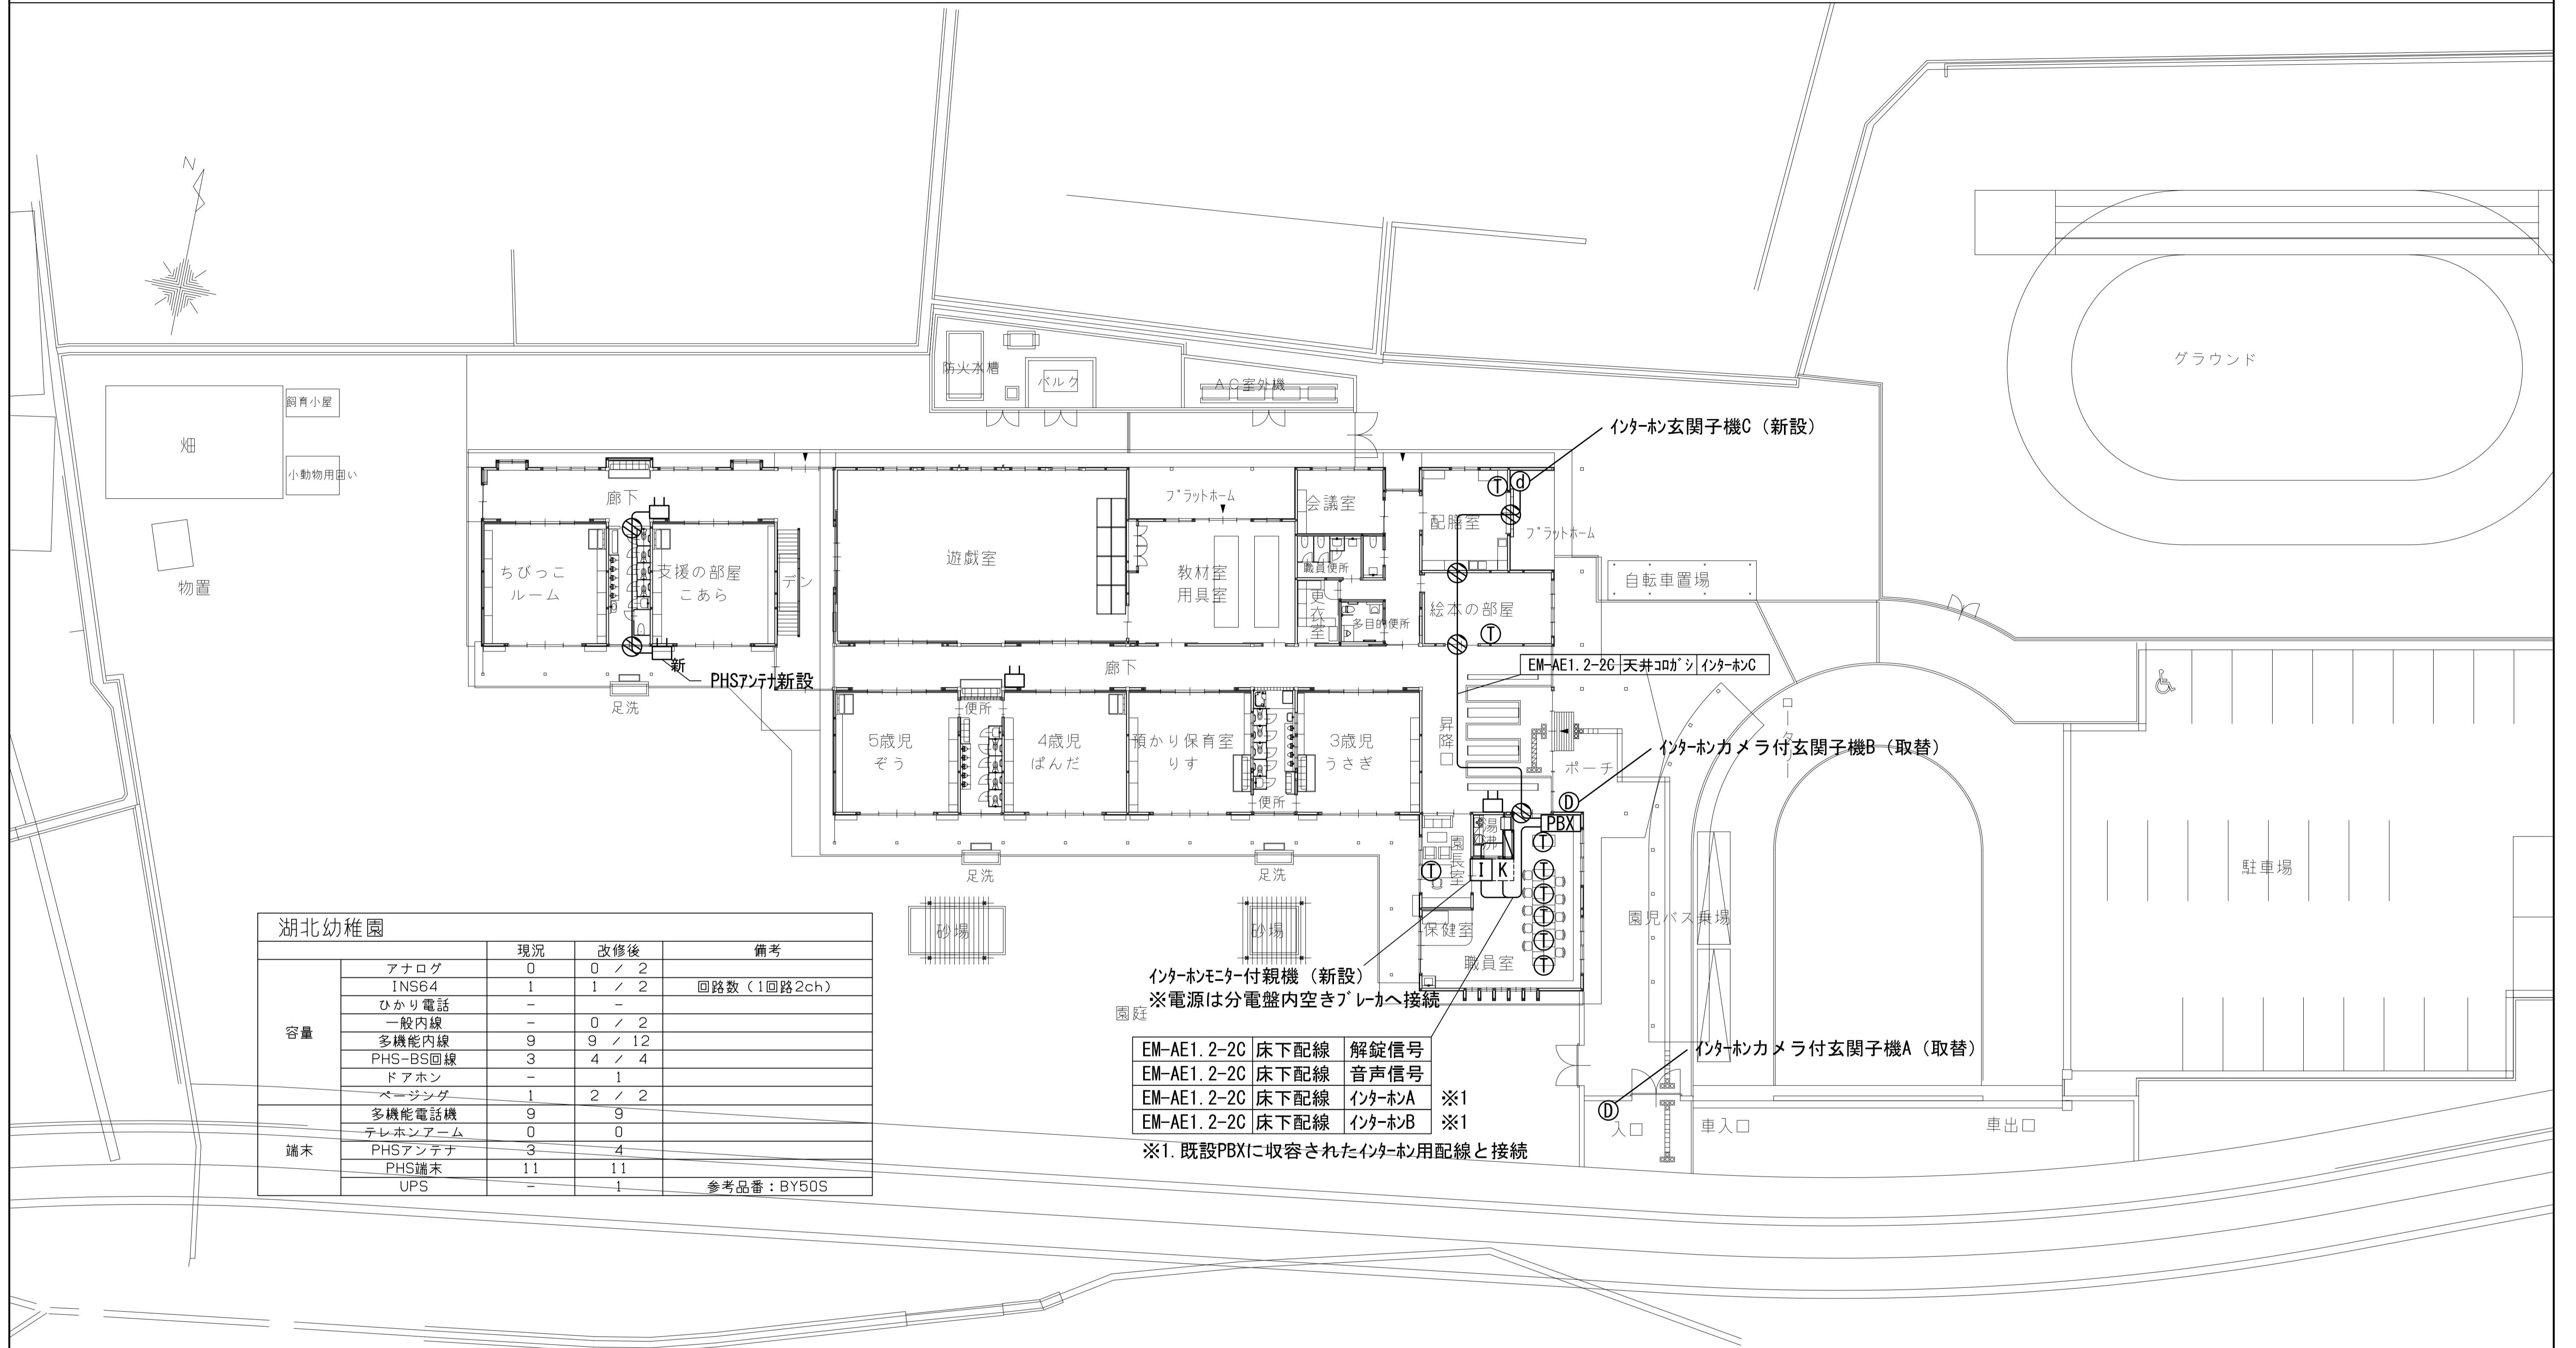 N
グラウンド
防火水槽
バルク
AC室外機
飼育小屋
畑
小動物用囲い
物置
インターホン玄関子機C（新設）
廊下
プラットホーム
会議室
T
d
配膳室
プラットホーム
ちびっこ
ルーム
支援の部屋
こあら
デン
遊戯室
教材室
用具室
職員便所
更衣室
多目的便所
絵本の部屋
T
自転車置場
新
PHSアンテナ新設
廊下
EM-AE1.2-2C 天井コロガシ インターホンC
足洗
便所
5歳児
ぞう
4歳児
ぱんだ
預かり保育室
りす
3歳児
うさぎ
便所
昇降口
ポーチ
ロータリー
インターホンカメラ付玄関子機B（取替）
D
PBX
湯沸
園長室
T
I K
T
T
T
T
T
T
保健室
職員室
足洗
足洗
砂場
砂場
園児バス乗場
駐車場
インターホンモニター付親機（新設）
※電源は分電盤内空きブレーカへ接続
園庭
湖北幼稚園
現況 改修後 備考
容量
アナログ 0 0 / 2
INS64 1 1 / 2 回路数（1回路2ch）
ひかり電話 - -
一般内線 - 0 / 2
多機能内線 9 9 / 12
PHS-BS回線 3 4 / 4
ドアホン - 1
ページング 1 2 / 2
端末
多機能電話機 9 9
テレホンアーム 0 0
PHSアンテナ 3 4
PHS端末 11 11
UPS - 1 参考品番：BY50S
EM-AE1.2-2C 床下配線 解錠信号
EM-AE1.2-2C 床下配線 音声信号
EM-AE1.2-2C 床下配線 インターホンA ※1
EM-AE1.2-2C 床下配線 インターホンB ※1
※1.既設PBXに収容されたインターホン用配線と接続
インターホンカメラ付玄関子機A（取替）
D
入口
車入口
車出口